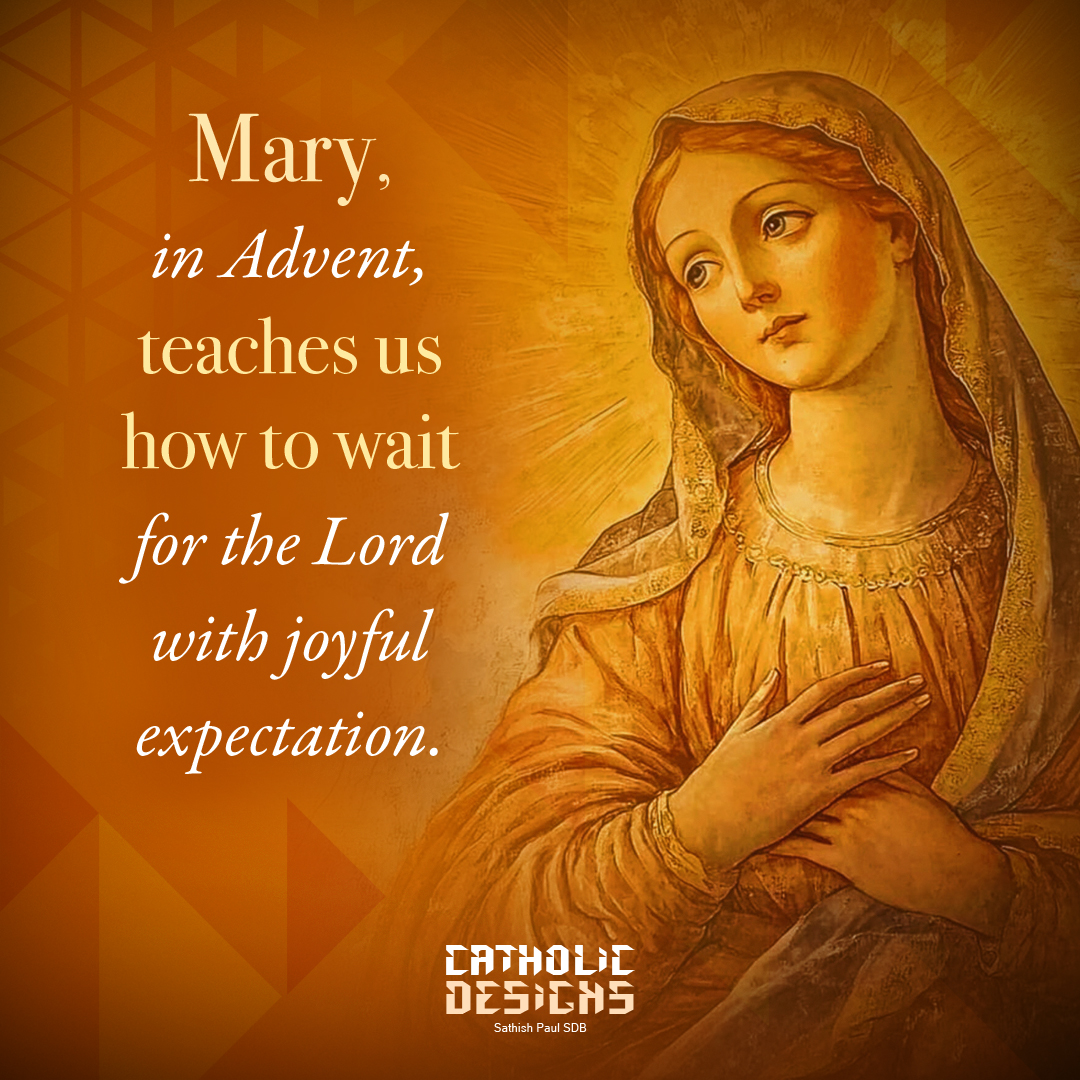 Mary,
in Advent,
teaches us
how to wait
for the Lord
with joyful
expectation.
CATHOLIC
DESIGNS
Sathish Paul SDB